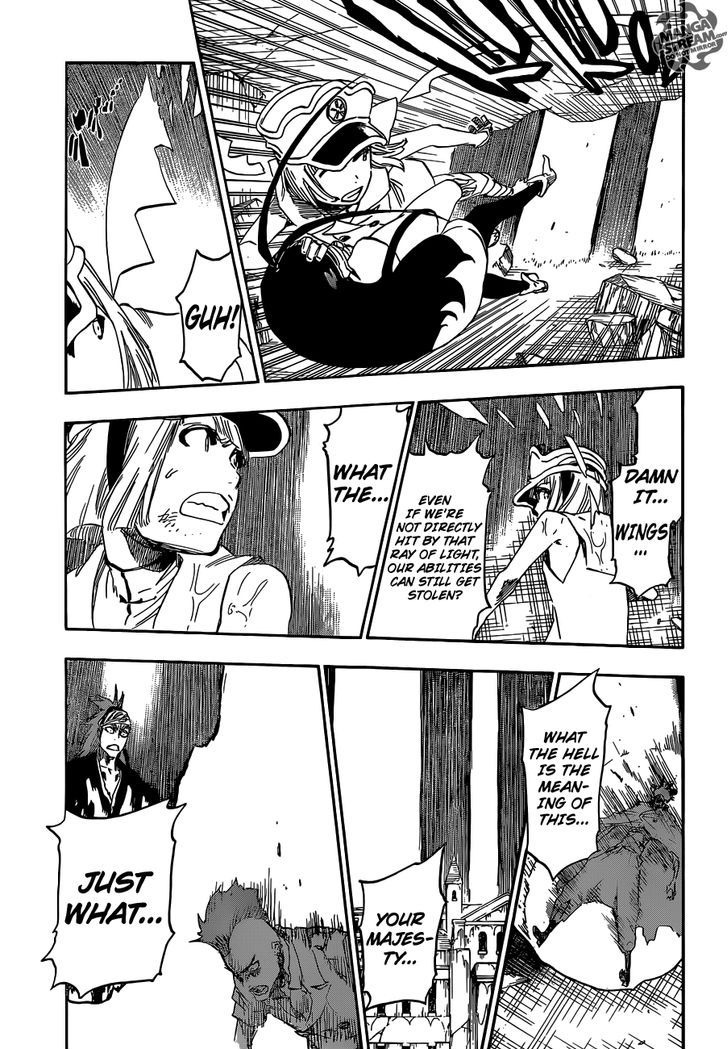 MANGA
STREAM.com
GUH!
DAMN
IT...
WINGS
...
EVEN
IF WE'RE
NOT DIRECTLY
HIT BY THAT
RAY OF LIGHT, OUR
ABILITIES
CAN STILL GET
STOLEN?
WHAT
THE...
WHAT
THE HELL
IS THE
MEAN-
ING OF
THIS...
YOUR
MAJES-
TY...
JUST
WHAT...